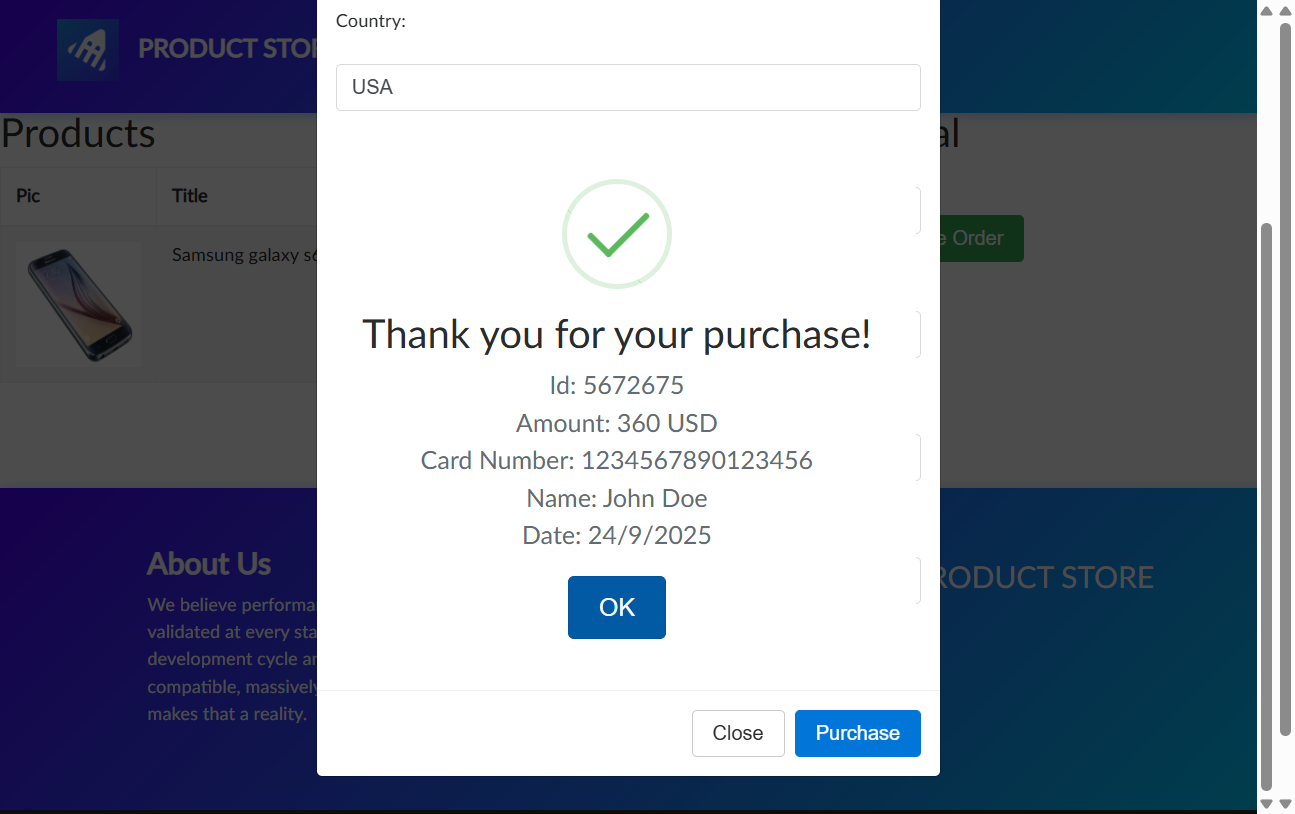 Country:
USA
PRODUCT STOR
Products
Pic
Title
Samsung galaxy s6
al
e Order
Thank you for your purchase!
Id: 5672675
Amount: 360 USD
Card Number: 1234567890123456
Name: John Doe
Date: 24/9/2025
OK
About Us
We believe performa
validated at every sta
development cycle an
compatible, massively
makes that a reality.
RODUCT STORE
Close
Purchase